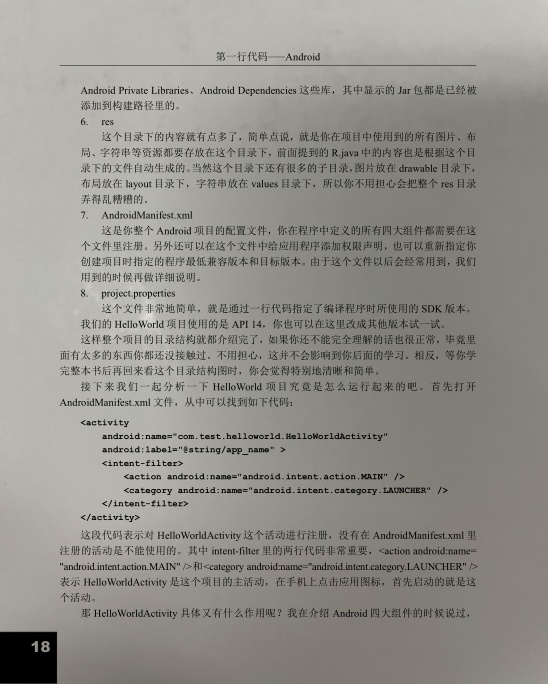 第一行代码——Android
Android Private Libraries、Android Dependencies 这些库，其中显示的 Jar 包都是已经被
添加到构建路径里的。
6. res
这个目录下的内容就有点多了，简单点说，就是你在项目中使用到的所有图片、布
局、字符串等资源都要存放在这个目录下，前面提到的 R.java 中的内容也是根据这个目
录下的文件自动生成的。当然这个目录下还有很多的子目录，图片放在 drawable 目录下，
布局放在 layout 目录下，字符串放在 values 目录下，所以你不用担心会把整个 res 目录
弄得乱糟糟的。
7. AndroidManifest.xml
这是你整个 Android 项目的配置文件，你在程序中定义的所有四大组件都需要在这
个文件里注册。另外还可以在这个文件中给应用程序添加权限声明，也可以重新指定你
创建项目时指定的程序最低兼容版本和目标版本。由于这个文件以后会经常用到，我们
用到的时候再做详细说明。
8. project.properties
这个文件非常地简单，就是通过一行代码指定了编译程序时所使用的 SDK 版本。
我们的 HelloWorld 项目使用的是 API 14，你也可以在这里改成其他版本试一试。
这样整个项目的目录结构就都介绍完了，如果你还不能完全理解的话也很正常，毕竟里
面有太多的东西你都还没接触过。不用担心，这并不会影响到你后面的学习。相反，等你学
完整本书后再回来看这个目录结构图时，你会觉得特别地清晰和简单。
接下来我们一起分析一下 HelloWorld 项目究竟是怎么运行起来的吧。首先打开
AndroidManifest.xml 文件，从中可以找到如下代码：
<activity
android:name="com.test.helloworld.HelloWorldActivity"
android:label="@string/app_name" >
<intent-filter>
<action android:name="android.intent.action.MAIN" />
<category android:name="android.intent.category.LAUNCHER" />
</intent-filter>
</activity>
这段代码表示对 HelloWorldActivity 这个活动进行注册，没有在 AndroidManifest.xml 里
注册的活动是不能使用的。其中 intent-filter 里的两行代码非常重要，<action android:name=
"android.intent.action.MAIN" />和<category android:name="android.intent.category.LAUNCHER" />
表示 HelloWorldActivity 是这个项目的主活动，在手机上点击应用图标，首先启动的就是这
个活动。
那 HelloWorldActivity 具体又有什么作用呢？我在介绍 Android 四大组件的时候说过，
18